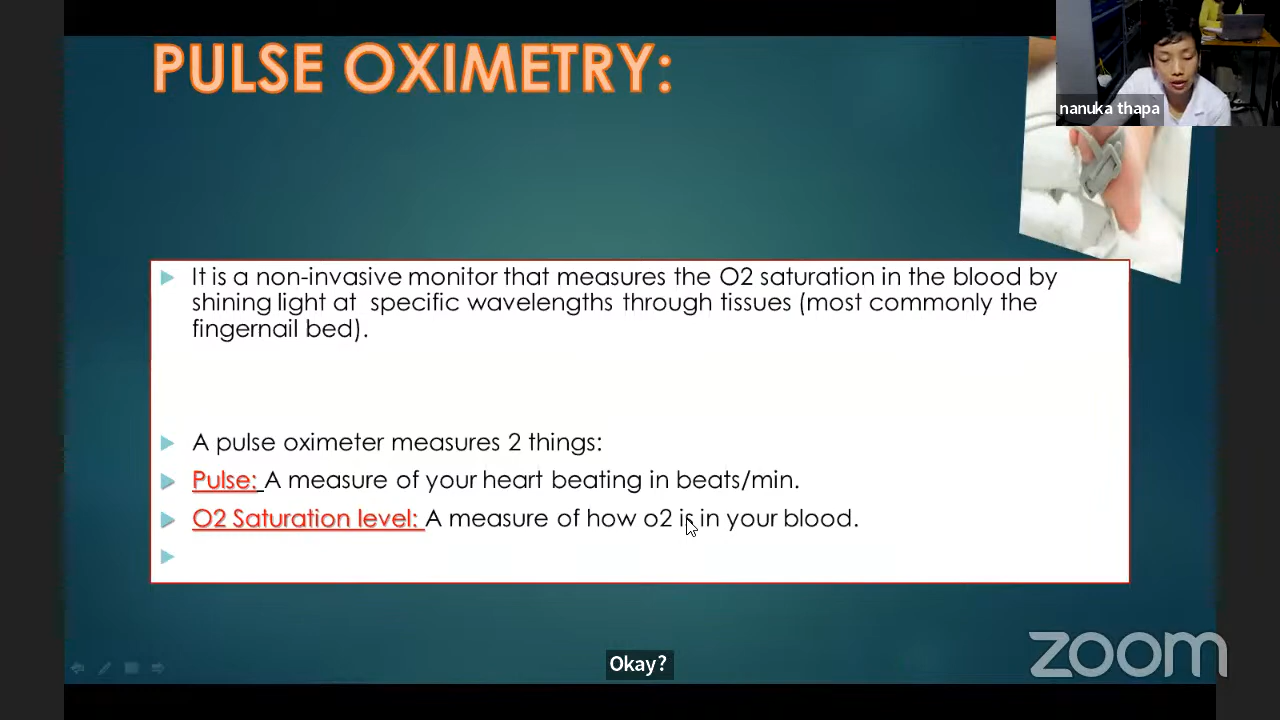 PULSE OXIMETRY:
nanuka thapa
It is a non-invasive monitor that measures the O2 saturation in the blood by
shining light at specific wavelengths through tissues (most commonly the
fingernail bed).
A pulse oximeter measures 2 things:
Pulse: A measure of your heart beating in beats/min.
O2 Saturation level: A measure of how o2 is in your blood.
Okay?
zoom